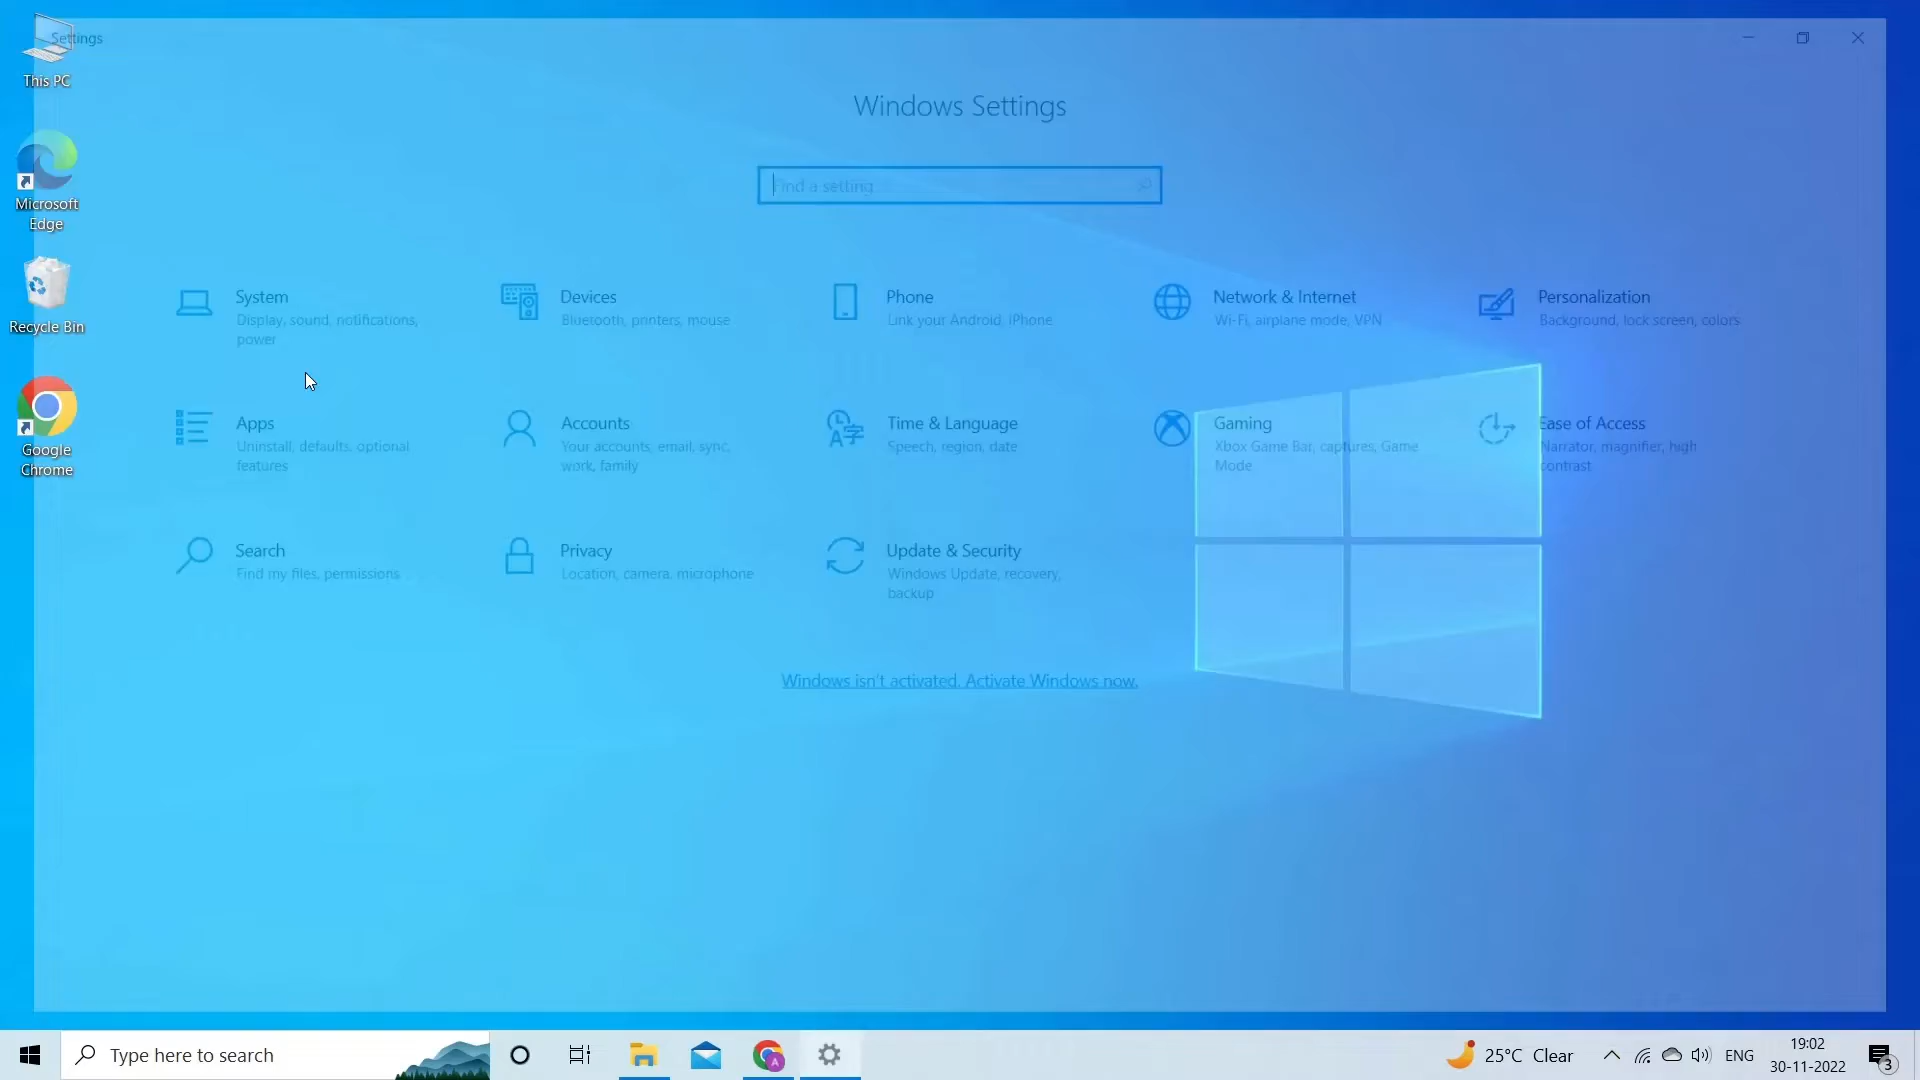 Settings
This PC
Windows Settings
Find a setting
Microsoft
Edge
System
Display, sound, notifications,
power
Devices
Bluetooth, printers, mouse
Phone
Link your Android, iPhone
Network & Internet
Wi-Fi, airplane mode, VPN
Personalization
Background, lock screen, colors
Recycle Bin
Apps
Uninstall, defaults, optional
features
Accounts
Your accounts, email, sync,
work, family
Time & Language
Speech, region, date
Gaming
Xbox Game Bar, captures, Game
Mode
Ease of Access
Narrator, magnifier, high
contrast
Google
Chrome
Search
Find my files, permissions
Privacy
Location, camera, microphone
Update & Security
Windows Update, recovery,
backup
Windows isn't activated. Activate Windows now.
Type here to search
A
25°C Clear
ENG
19:02
30-11-2022
3